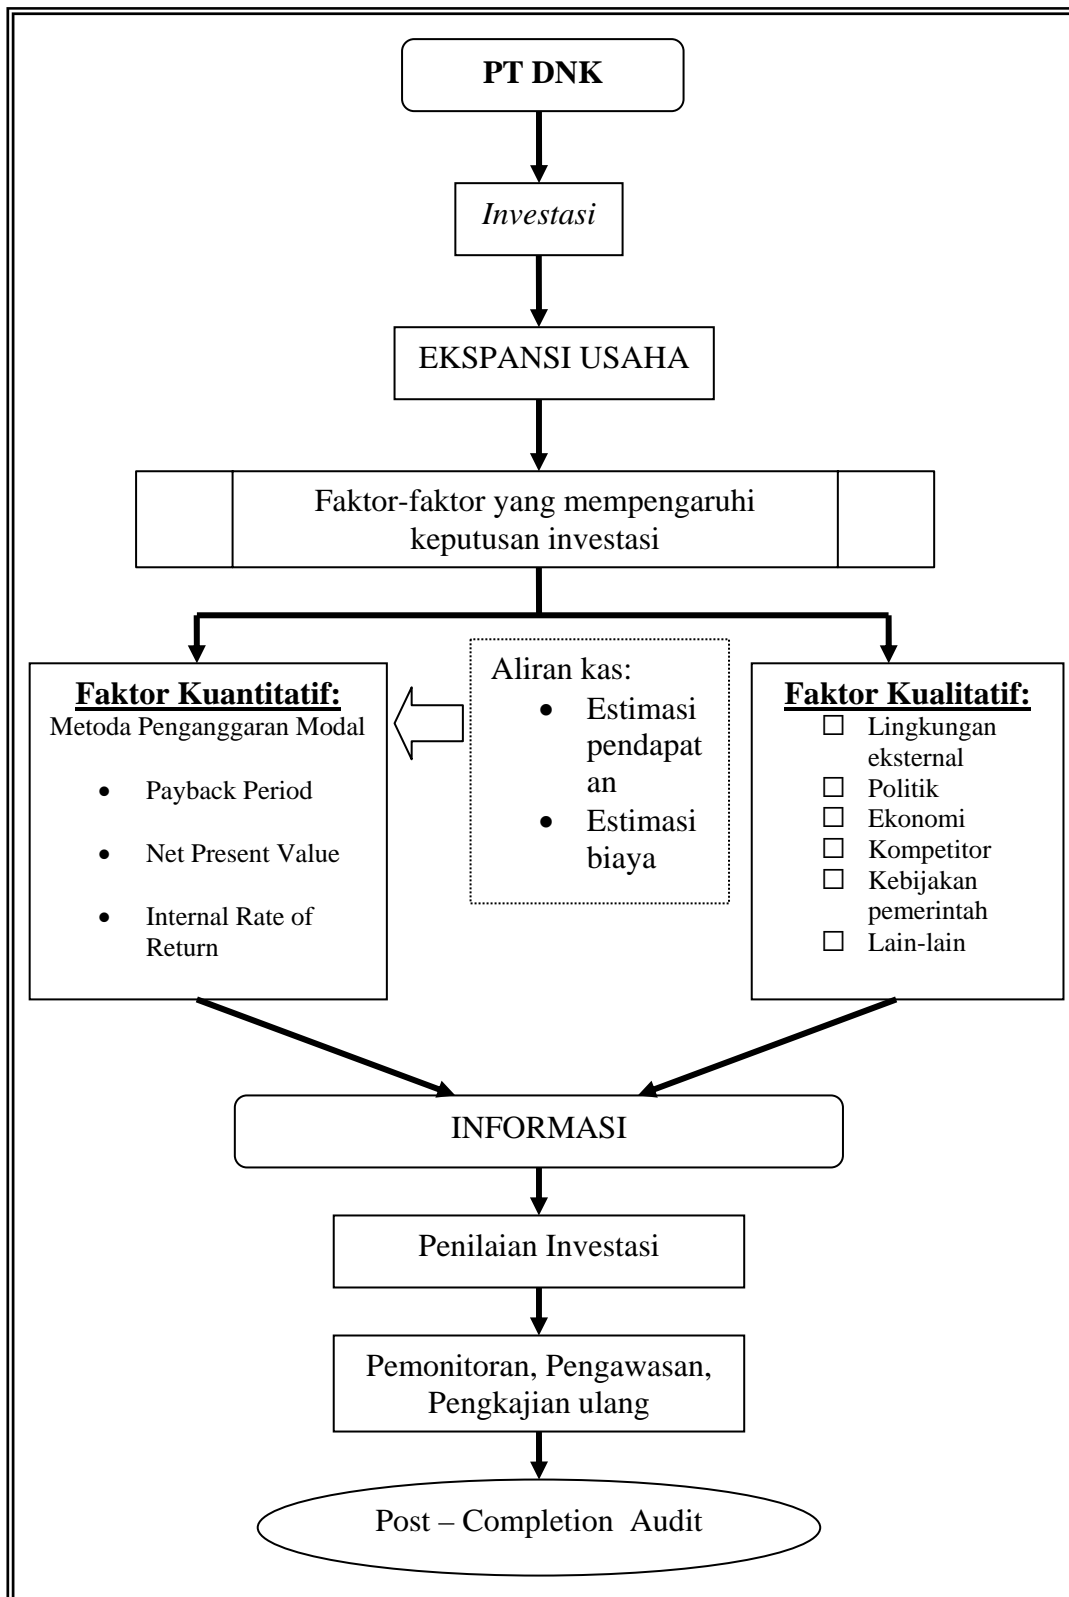 PT DNK
Investasi
EKSPANSI USAHA
Faktor-faktor yang mempengaruhi
keputusan investasi
Faktor Kuantitatif:
Metoda Penganggaran Modal
• Payback Period
• Net Present Value
• Internal Rate of
Return
Aliran kas:
• Estimasi
pendapat
an
• Estimasi
biaya
Faktor Kualitatif:
□ Lingkungan
eksternal
□ Politik
□ Ekonomi
□ Kompetitor
□ Kebijakan
pemerintah
□ Lain-lain
INFORMASI
Penilaian Investasi
Pemonitoran, Pengawasan,
Pengkajian ulang
Post – Completion Audit